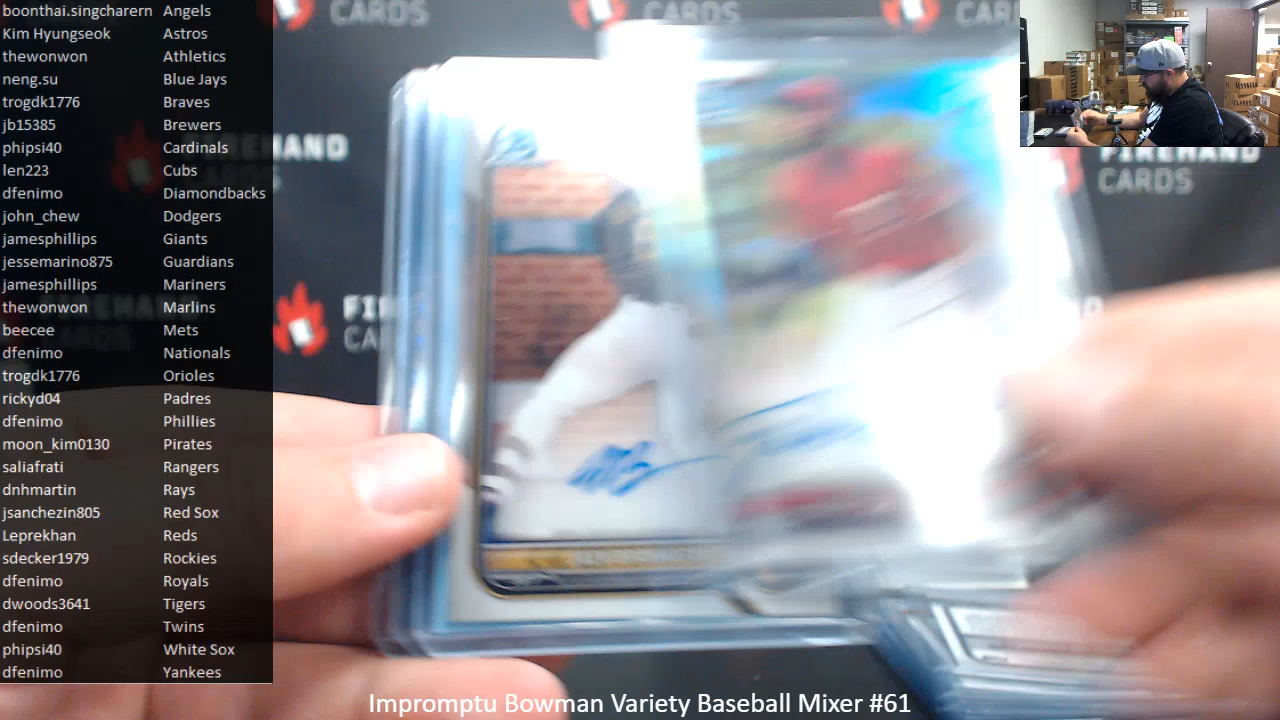 boonthai.singcharern Angels
Kim Hyungseok Astros
thewonwon Athletics
neng.su Blue Jays
trogdk1776 Braves
jb15385 Brewers
phipsi40 Cardinals
len223 Cubs
dfenimo Diamondbacks
john_chew Dodgers
jamesphillips Giants
jessemarino875 Guardians
jamesphillips Mariners
thewonwon Marlins
beecee Mets
dfenimo Nationals
trogdk1776 Orioles
rickyd04 Padres
dfenimo Phillies
moon_kim0130 Pirates
saliafrati Rangers
dnhmartin Rays
jsanchezin805 Red Sox
Leprekhan Reds
sdecker1979 Rockies
dfenimo Royals
dwoods3641 Tigers
dfenimo Twins
phipsi40 White Sox
dfenimo Yankees
CARDS
CARDS
CARDS
FIREHAND
CARDS
Impromptu Bowman Variety Baseball Mixer #61